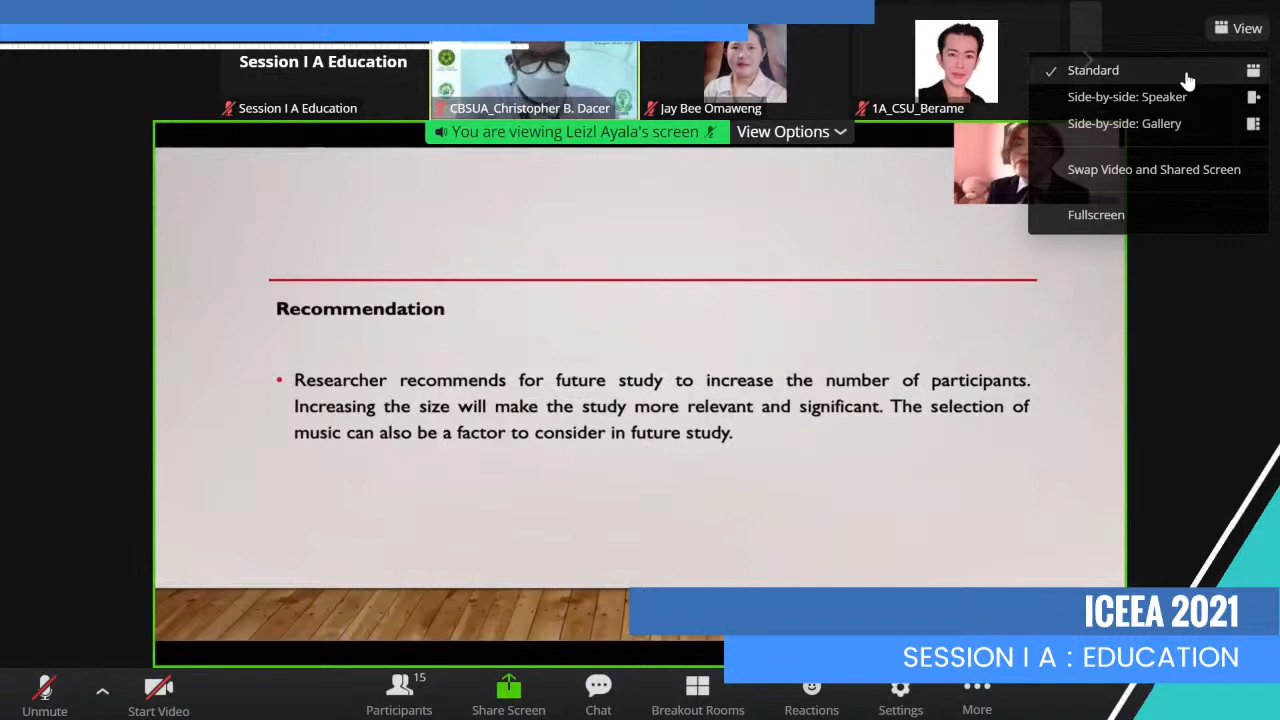 View
Session I A Education
Session I A Education
CBSUA_Christopher B. Dacer
Jay Bee Omaweng
1A_CSU_Berame
Standard
Side-by-side: Speaker
Side-by-side: Gallery
Swap Video and Shared Screen
Fullscreen
You are viewing Leizl Ayala's screen
View Options
Recommendation
• Researcher recommends for future study to increase the number of participants.
Increasing the size will make the study more relevant and significant. The selection of
music can also be a factor to consider in future study.
ICEEA 2021
SESSION I A : EDUCATION
15
Unmute
Start Video
Participants
Share Screen
Chat
Breakout Rooms
Reactions
Settings
More